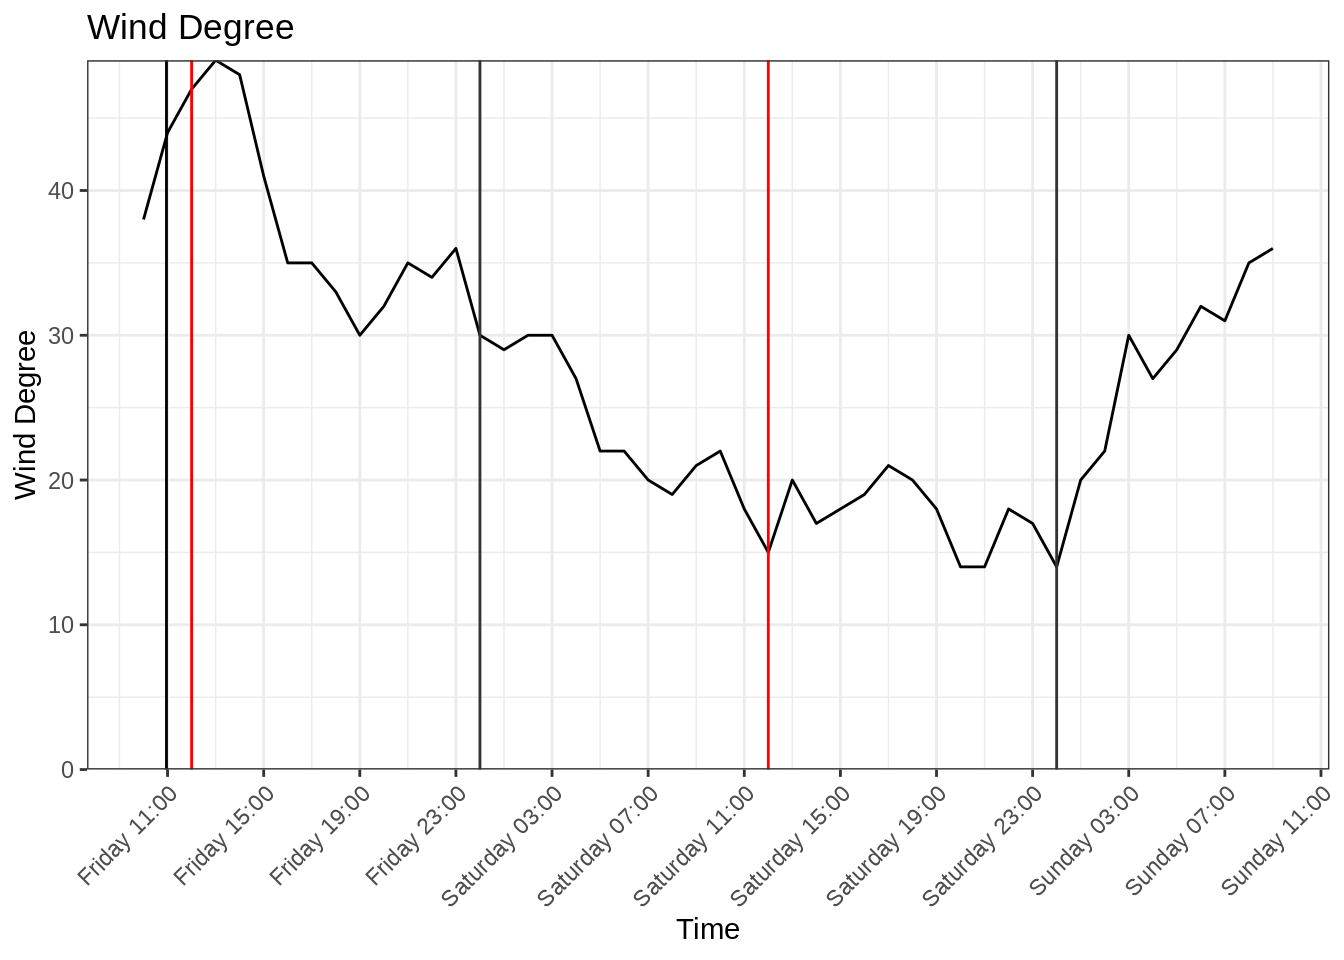 Wind Degree
Wind Degree
40
30
20
10
0
Friday 11:00
Friday 15:00
Friday 19:00
Friday 23:00
Saturday 03:00
Saturday 07:00
Saturday 11:00
Saturday 15:00
Saturday 19:00
Saturday 23:00
Sunday 03:00
Sunday 07:00
Sunday 11:00
Time